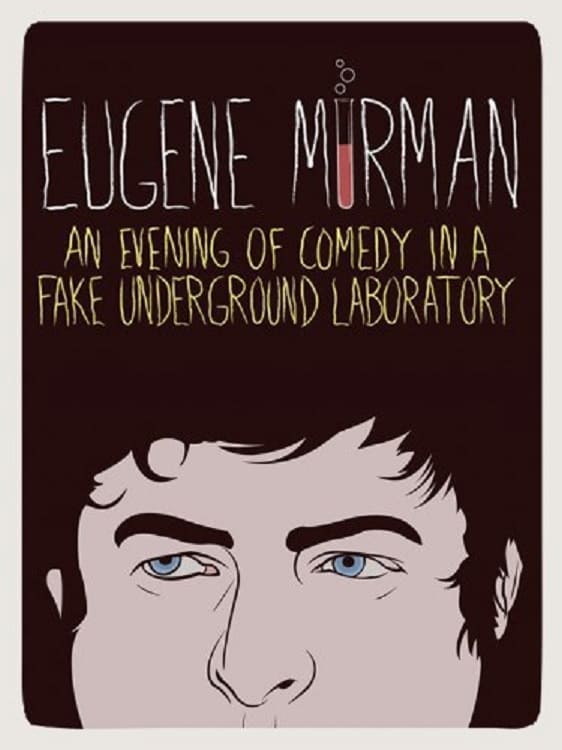 EUGENE MIRMAN
AN EVENING OF COMEDY IN A
FAKE UNDERGROUND LABORATORY